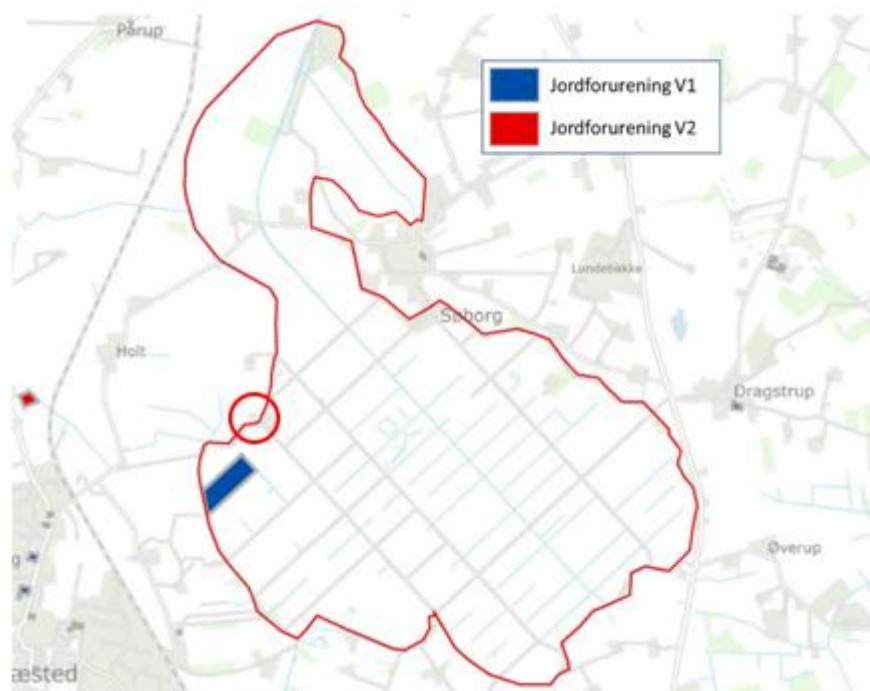 Pårup
Jordforurening V1
Jordforurening V2
Lundebakke
Søborg
Holt
Dragstrup
Øverup
g
æsted